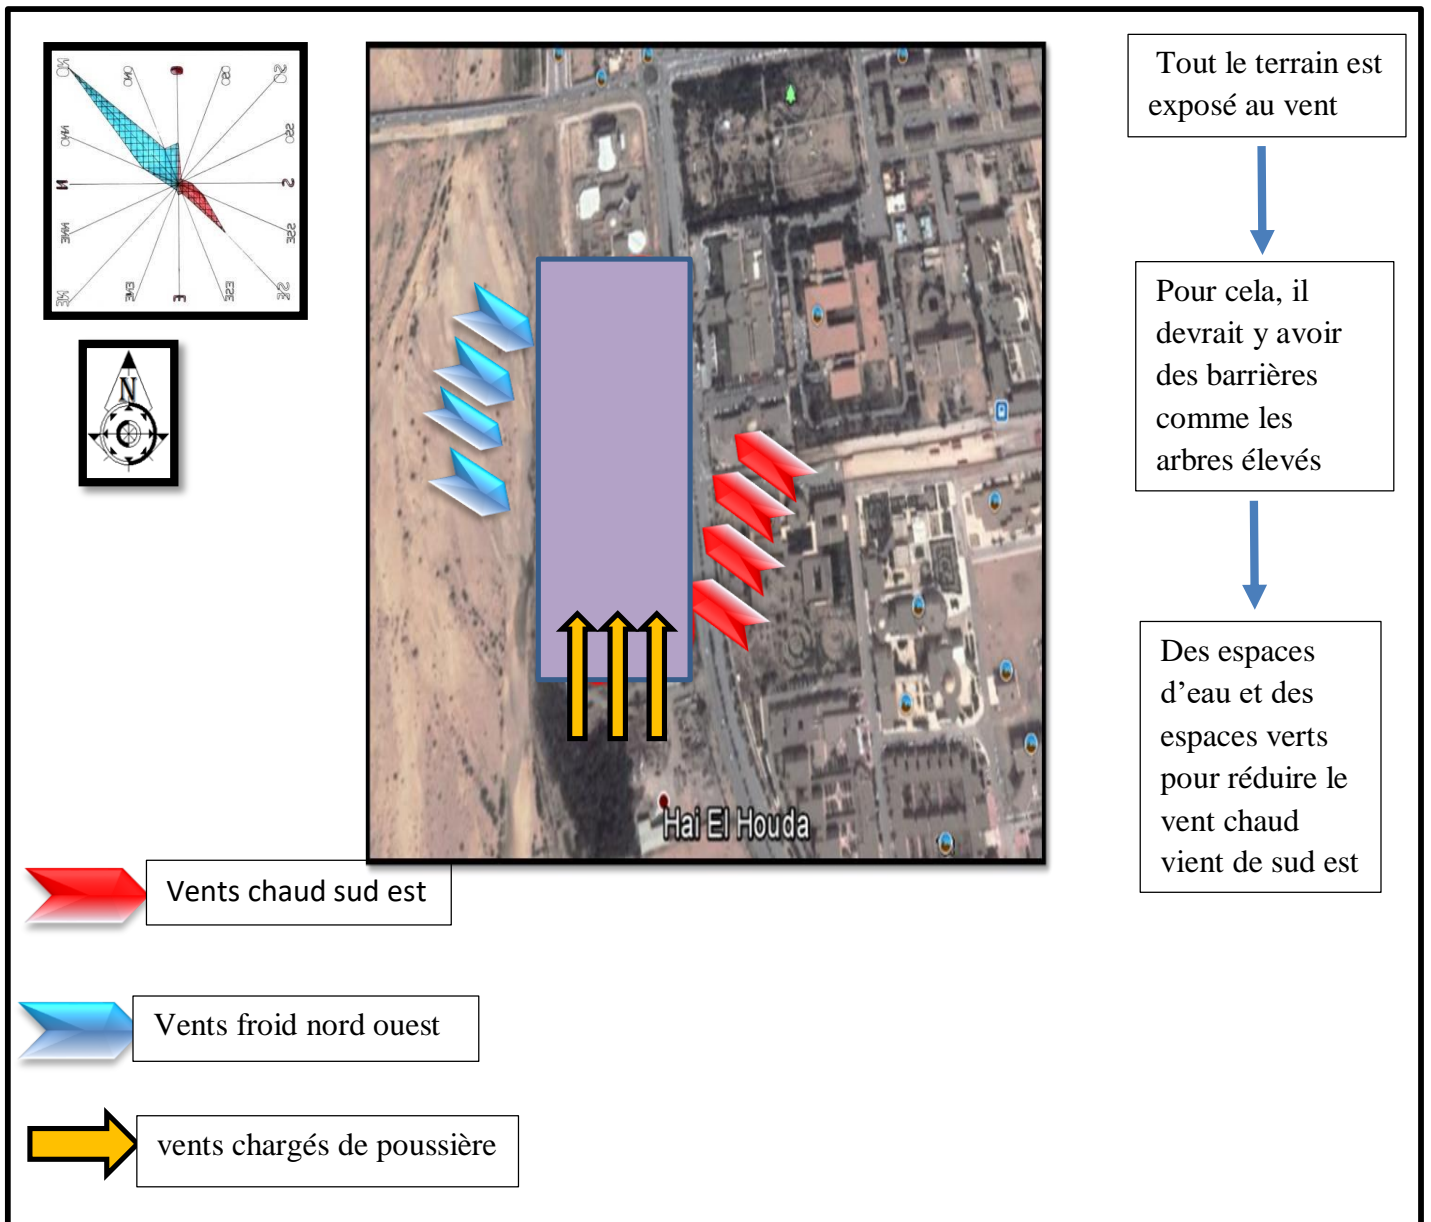 N
Hai El Houda
Tout le terrain est
exposé au vent
Pour cela, il
devrait y avoir
des barrières
comme les
arbres élevés
Des espaces
d’eau et des
espaces verts
pour réduire le
vent chaud
vient de sud est
Vents chaud sud est
Vents froid nord ouest
vents chargés de poussière